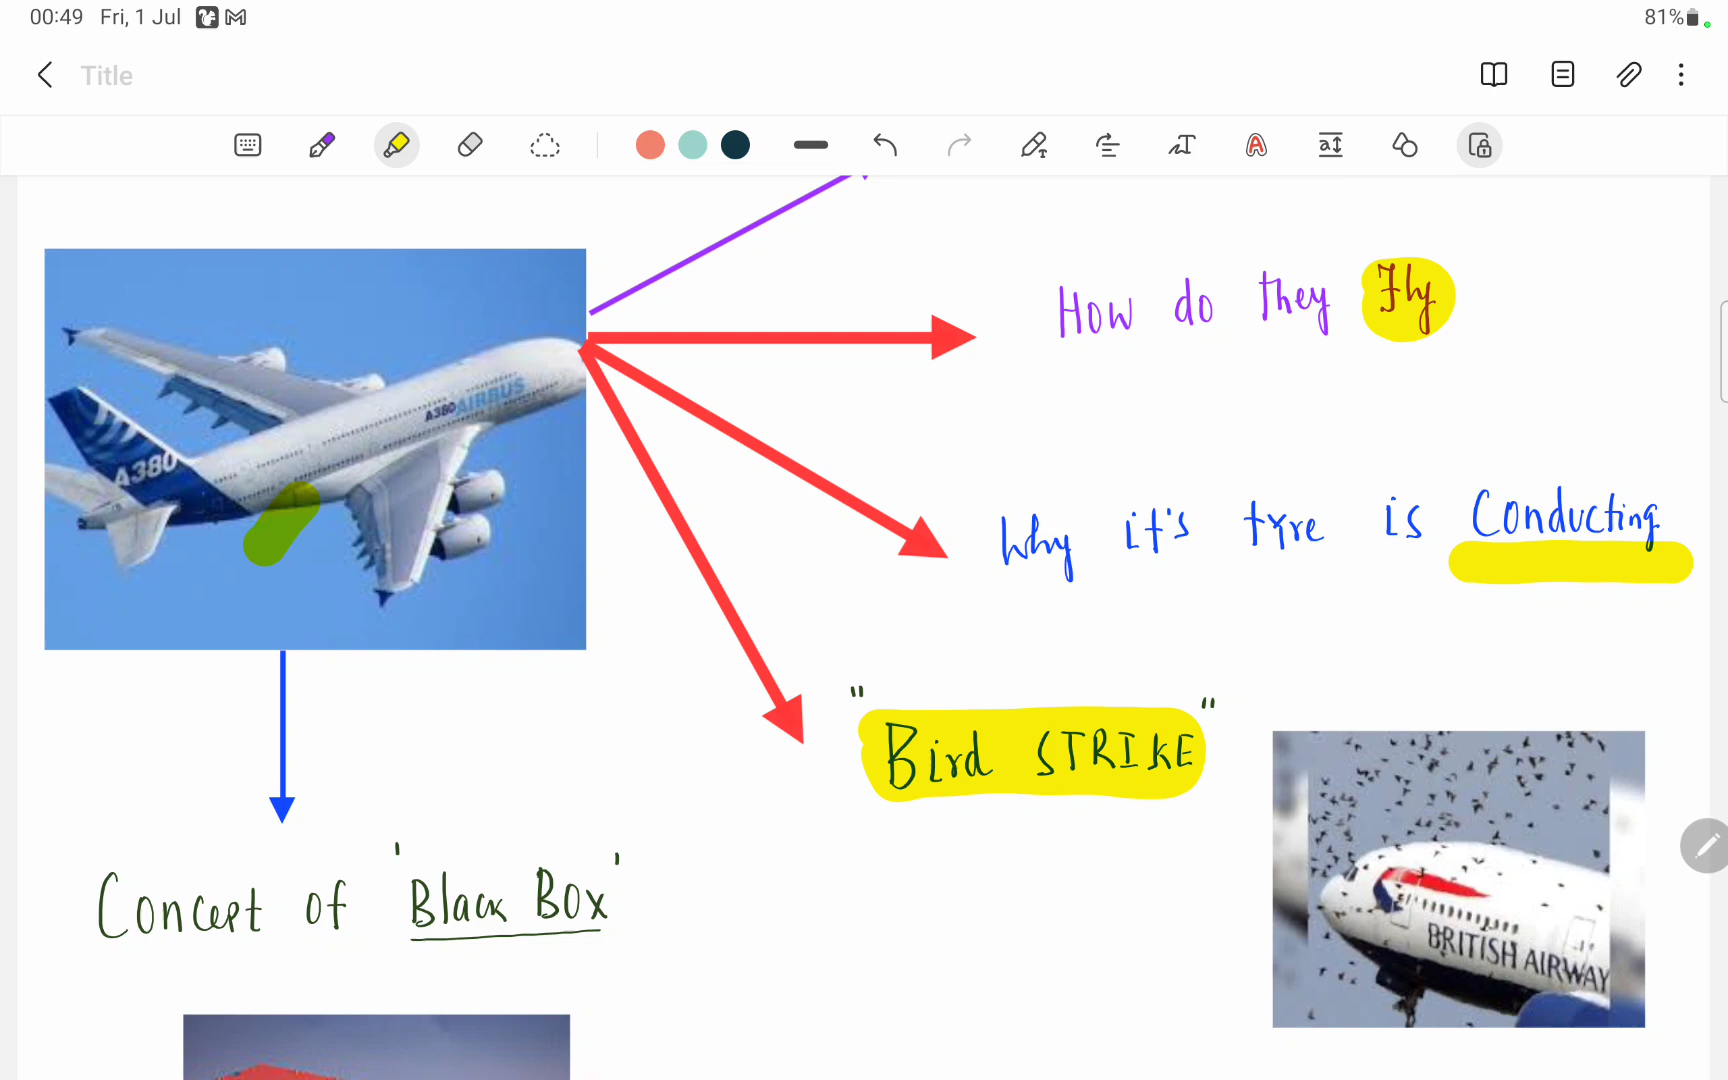 00:49 Fri, 1 Jul
81%
Title
How do they Fly
A380 AIRBUS
A380
Why it's tyre is Conducting
"Bird STRIKE"
Concept of 'Black Box'
BRITISH AIRWAY